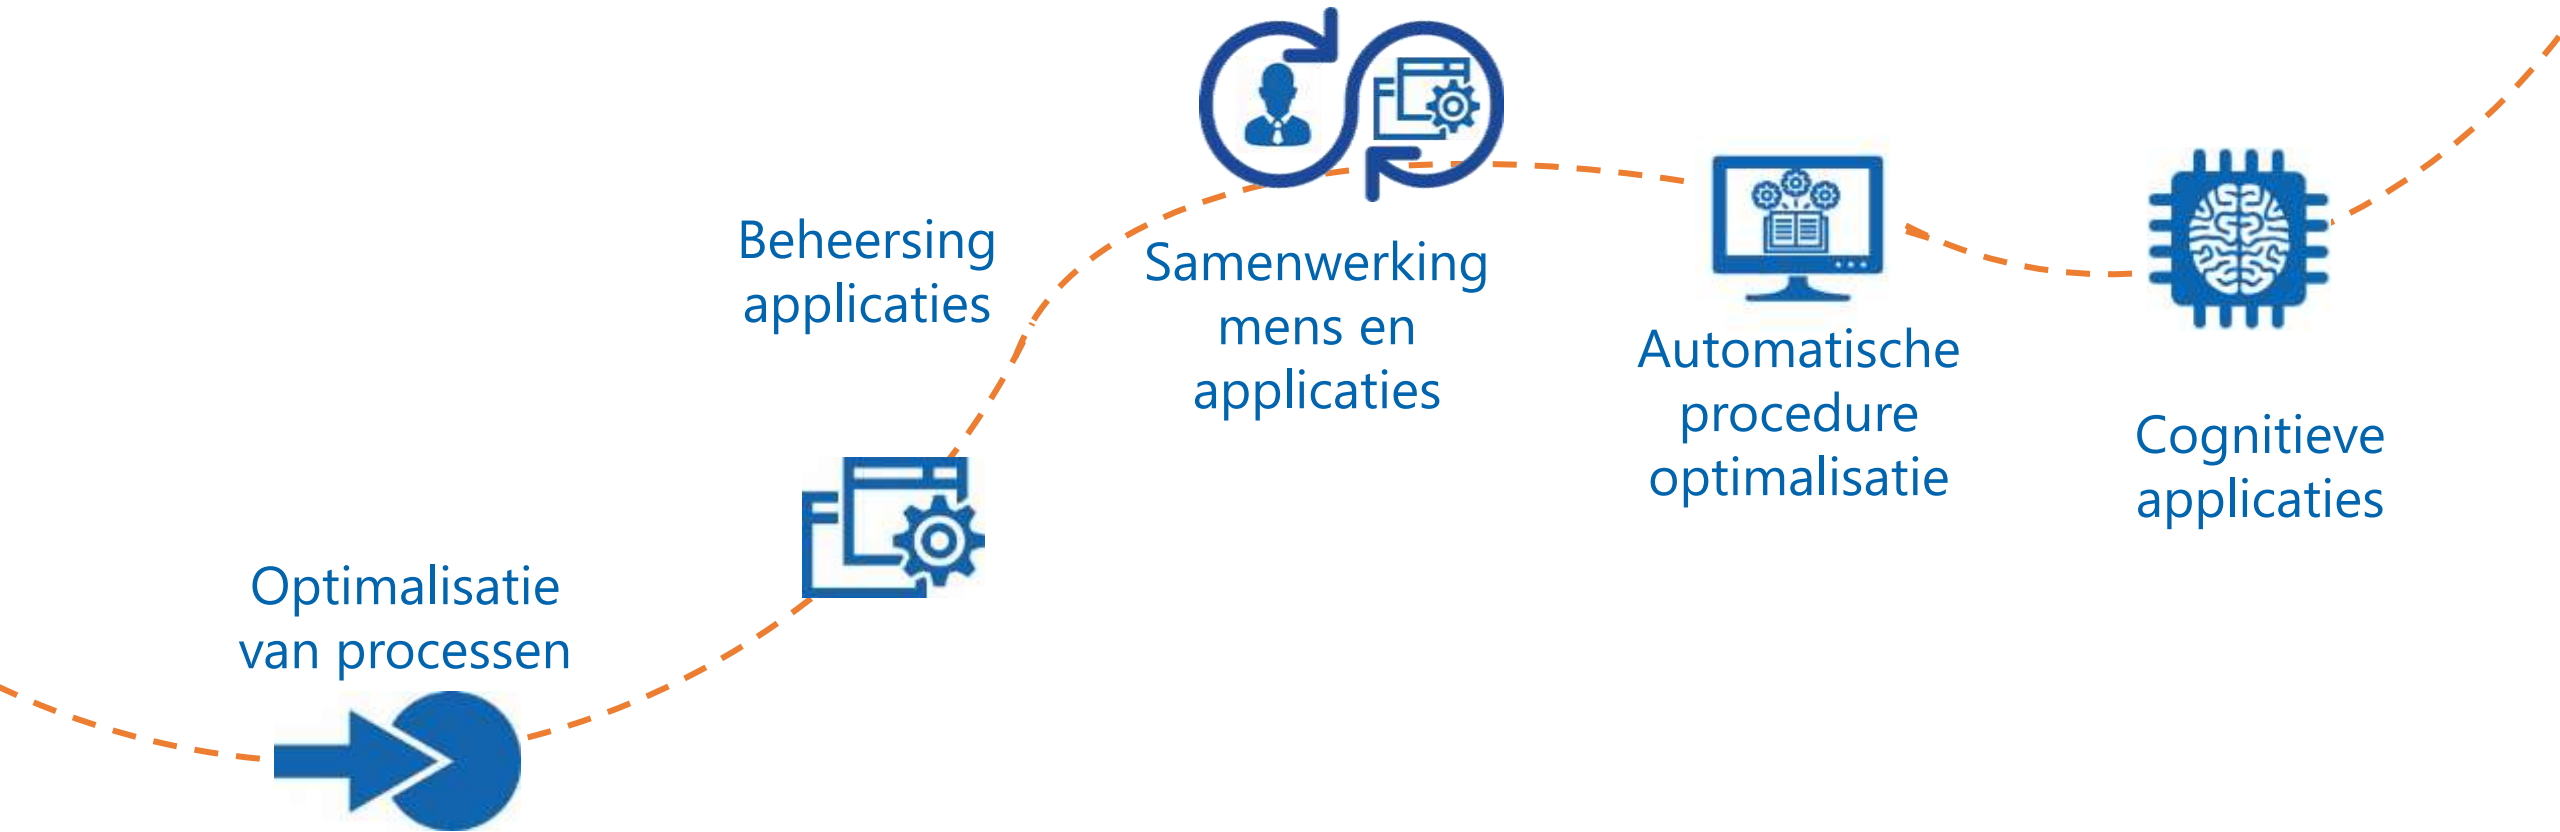 Optimalisatie
van processen
Beheersing
applicaties
Samenwerking
mens en
applicaties
Automatische
procedure
optimalisatie
Cognitieve
applicaties